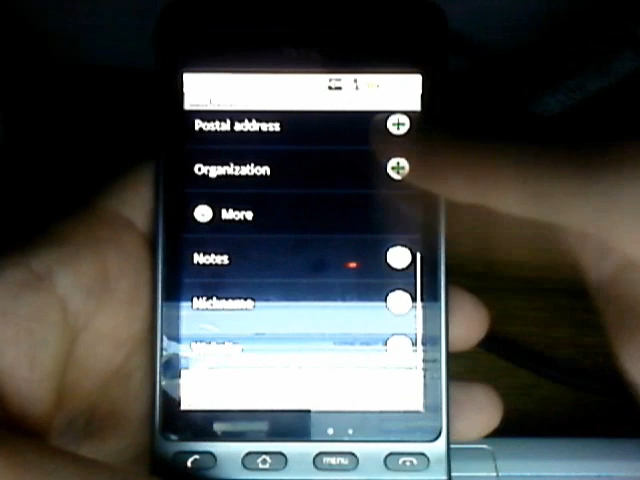 Postal address
Organization
More
Notes
Nickname
menu